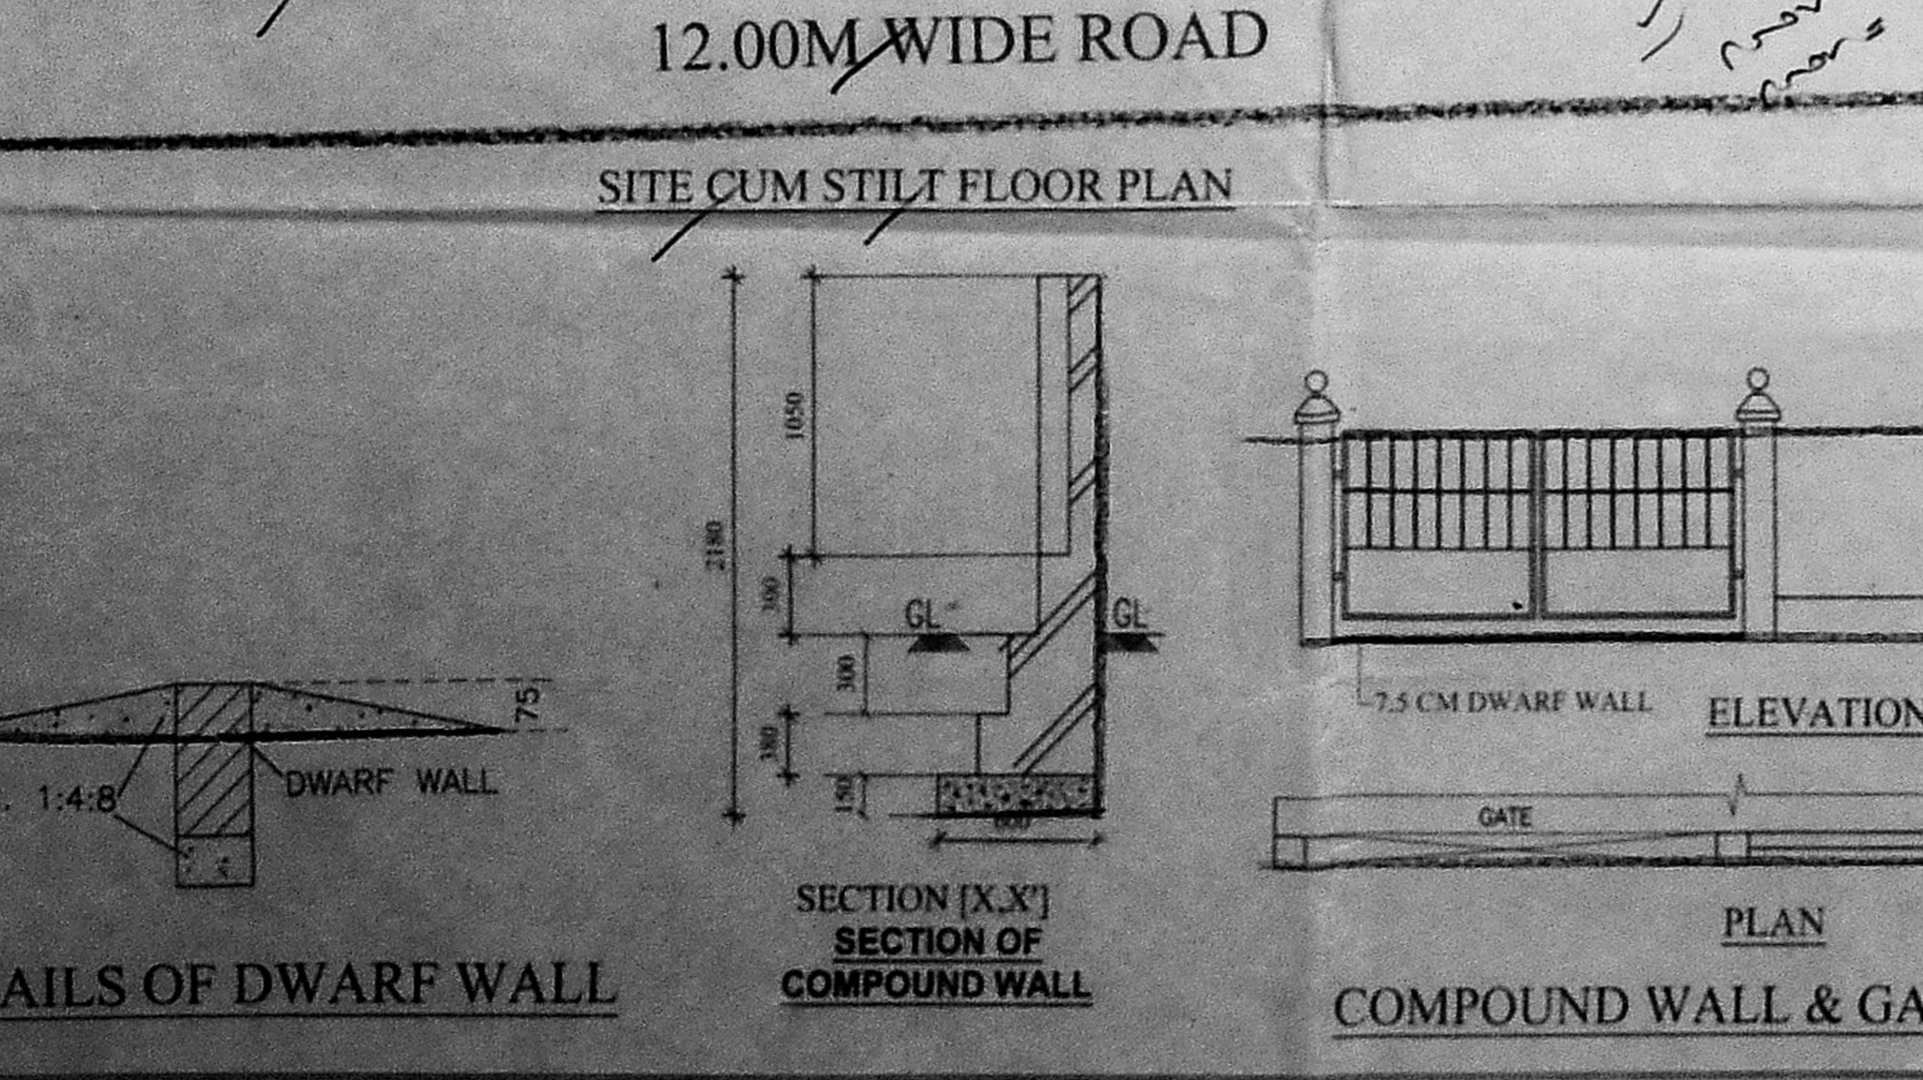 12.00M WIDE ROAD
SITE CUM STILT FLOOR PLAN
2180
1050
300
GL
GL
300
380
150
600
SECTION [X,X']
SECTION OF
COMPOUND WALL
75
1:4:8
DWARF WALL
AILS OF DWARF WALL
7.5 CM DWARF WALL
ELEVATION
GATE
PLAN
COMPOUND WALL & GA